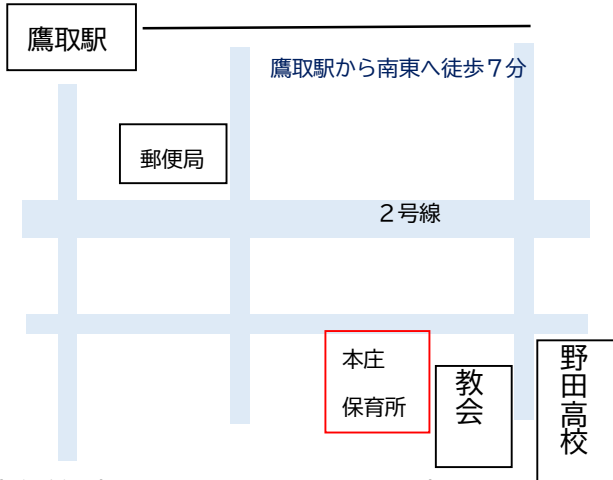 鷹取駅
鷹取駅から南東へ徒歩７分
郵便局
２号線
本庄
保育所
教会
野田高校